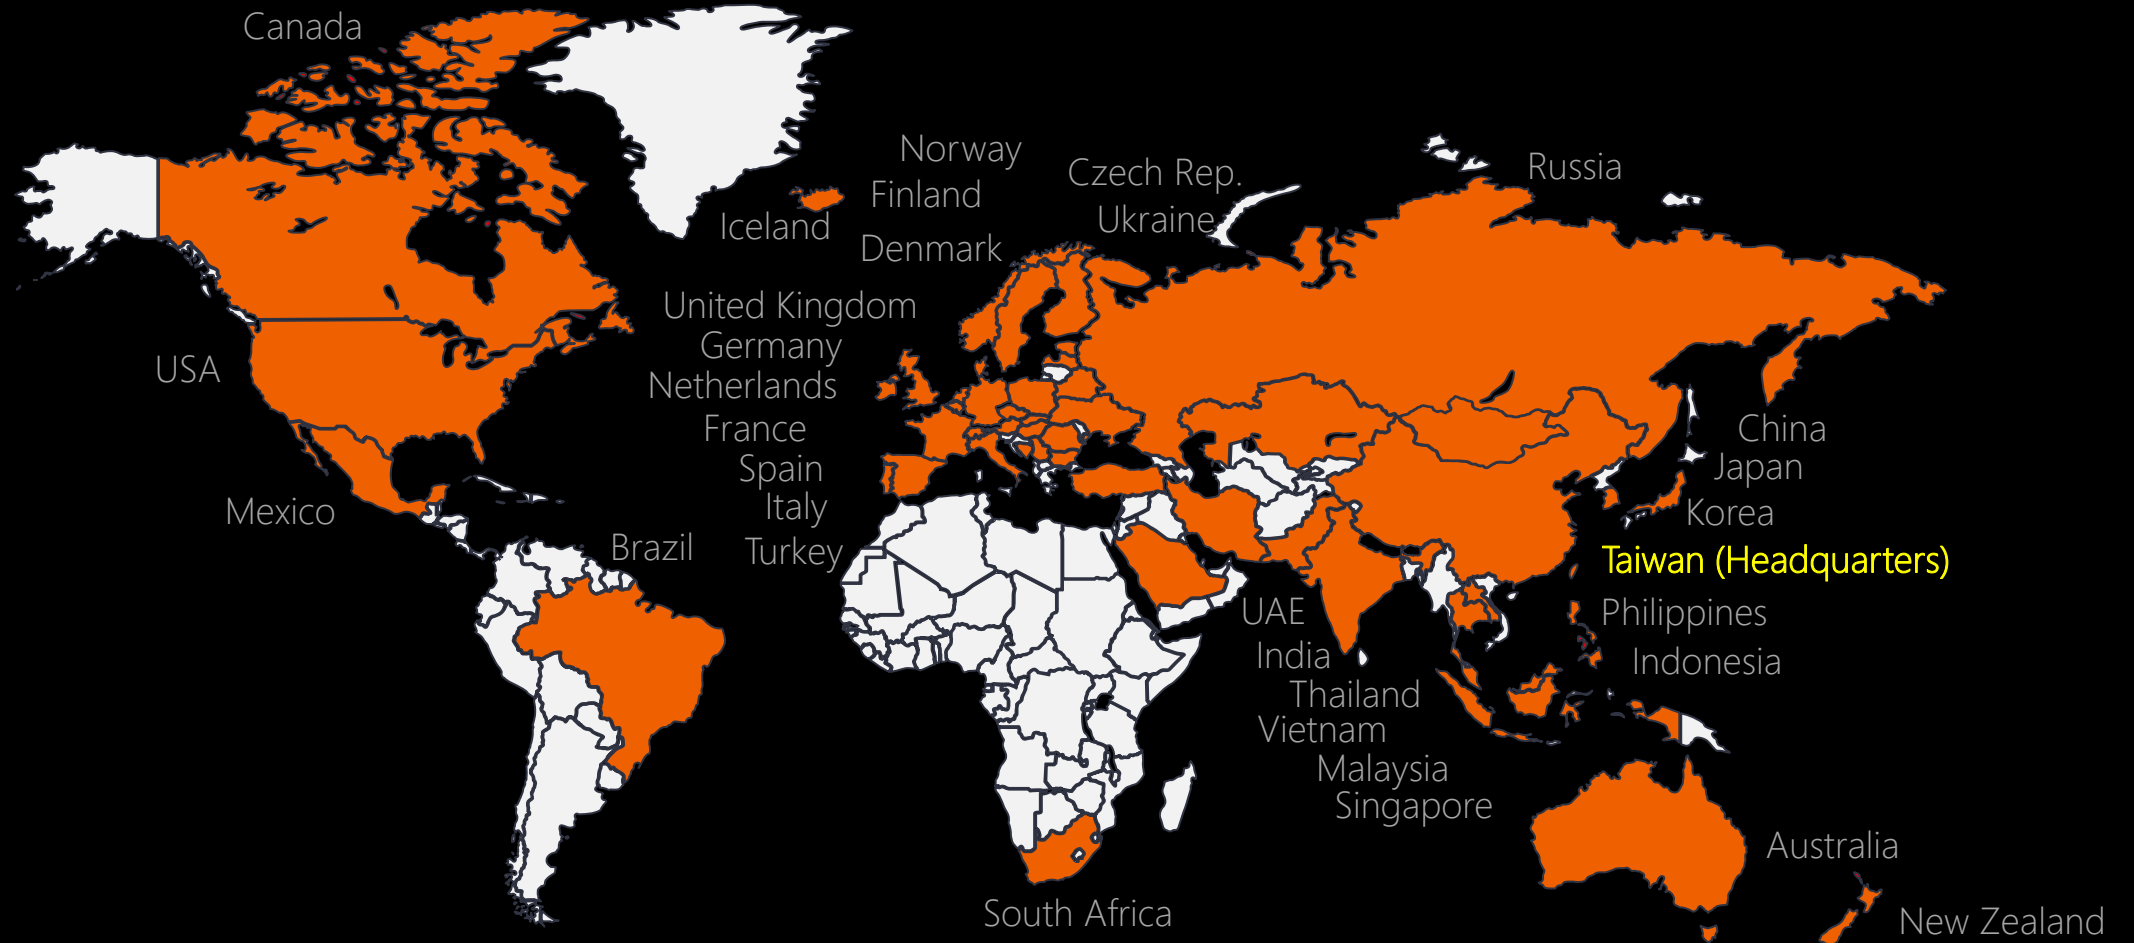 Canada
Norway
Czech Rep.
Russia
Finland
Iceland
Ukraine
Denmark
United Kingdom
Germany
USA
Netherlands
France
China
Spain
Japan
Mexico
Italy
Korea
Brazil
Turkey
Taiwan (Headquarters)
UAE
Philippines
India
Indonesia
Thailand
Vietnam
Malaysia
Singapore
Australia
South Africa
New Zealand